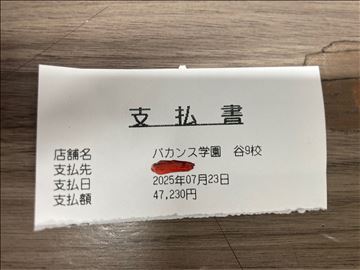 支払書
店舗名 バカンス学園 谷9校
支払先
支払日 2025年07月23日
支払額 47,230円